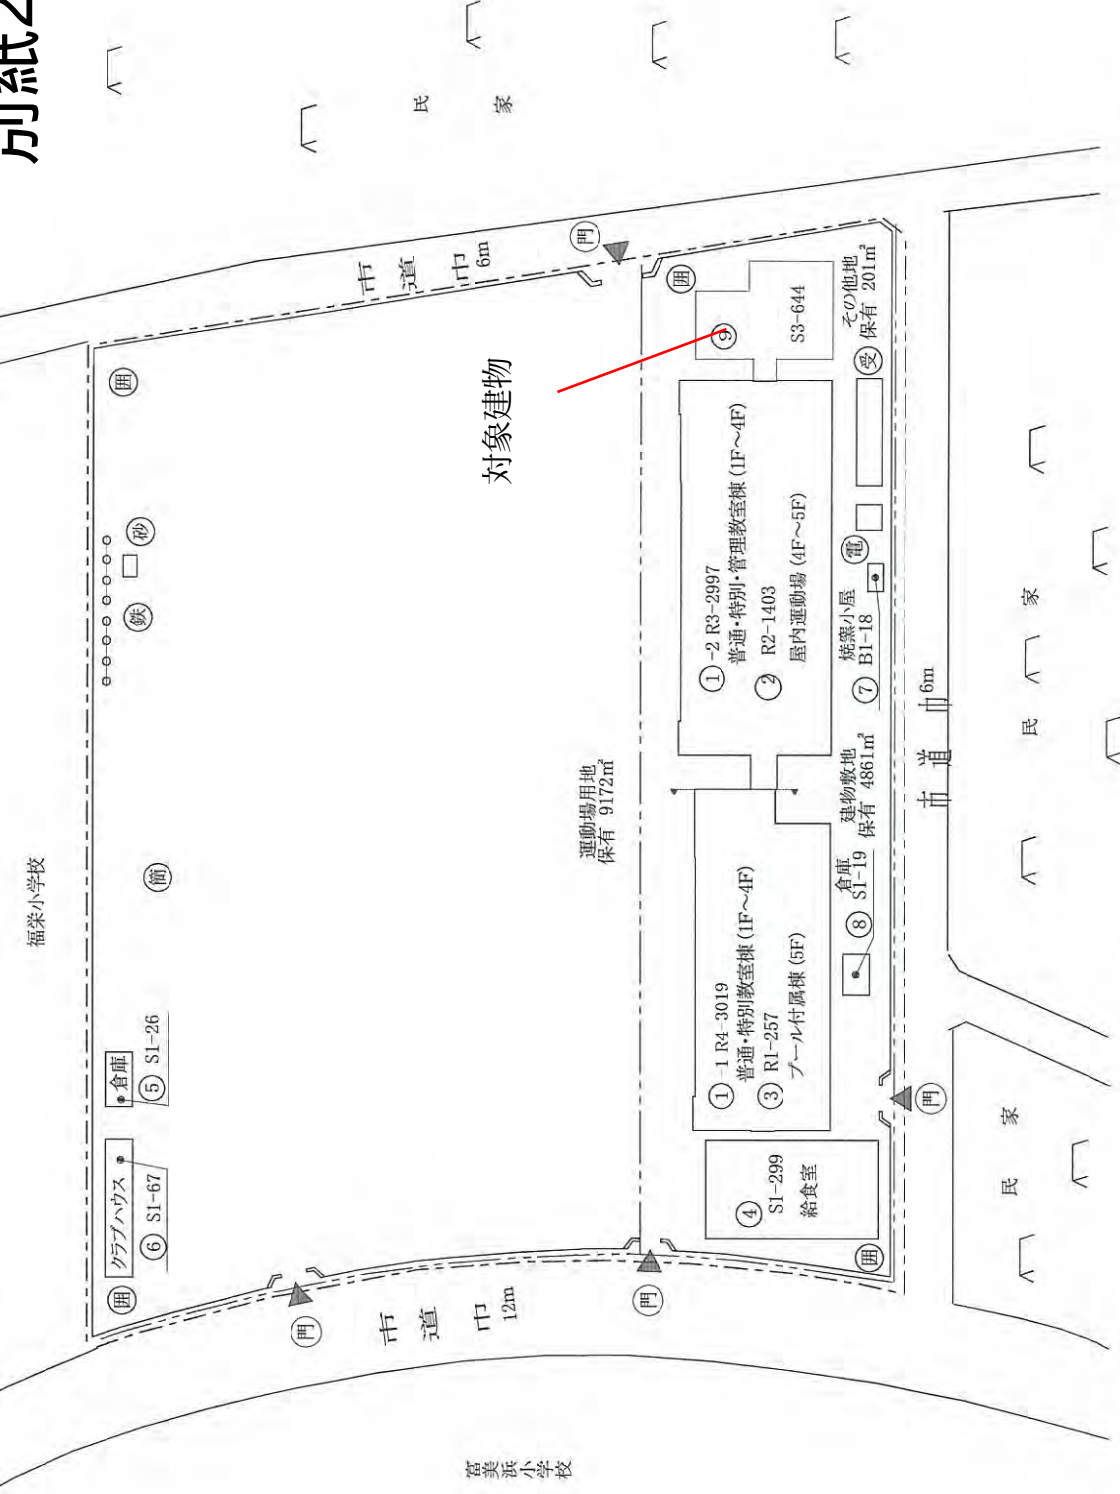 別紙2
福栄小学校
クラブハウス
⑥ S1-67
倉庫
⑤ S1-26
囲
簡
鉄
砂
囲
市道 市 12m
門
門
富美浜小学校
運動場用地
保有 9172㎡
対象建物
市道 市 6m
門
民家
囲
⑨
S3-644
④
S1-299
給食室
囲
①-1 R4-3019
普通・特別教室棟 (1F～4F)
③ R1-257
プール付属棟 (5F)
①-2 R3-2997
普通・特別・管理教室棟 (1F～4F)
② R2-1403
屋内運動場 (4F～5F)
倉庫
⑧ S1-19
建物敷地
保有 4861㎡
焼窯小屋
⑦ B1-18
電
受
その他地
保有 201㎡
門
市道 市 6m
民家
民家